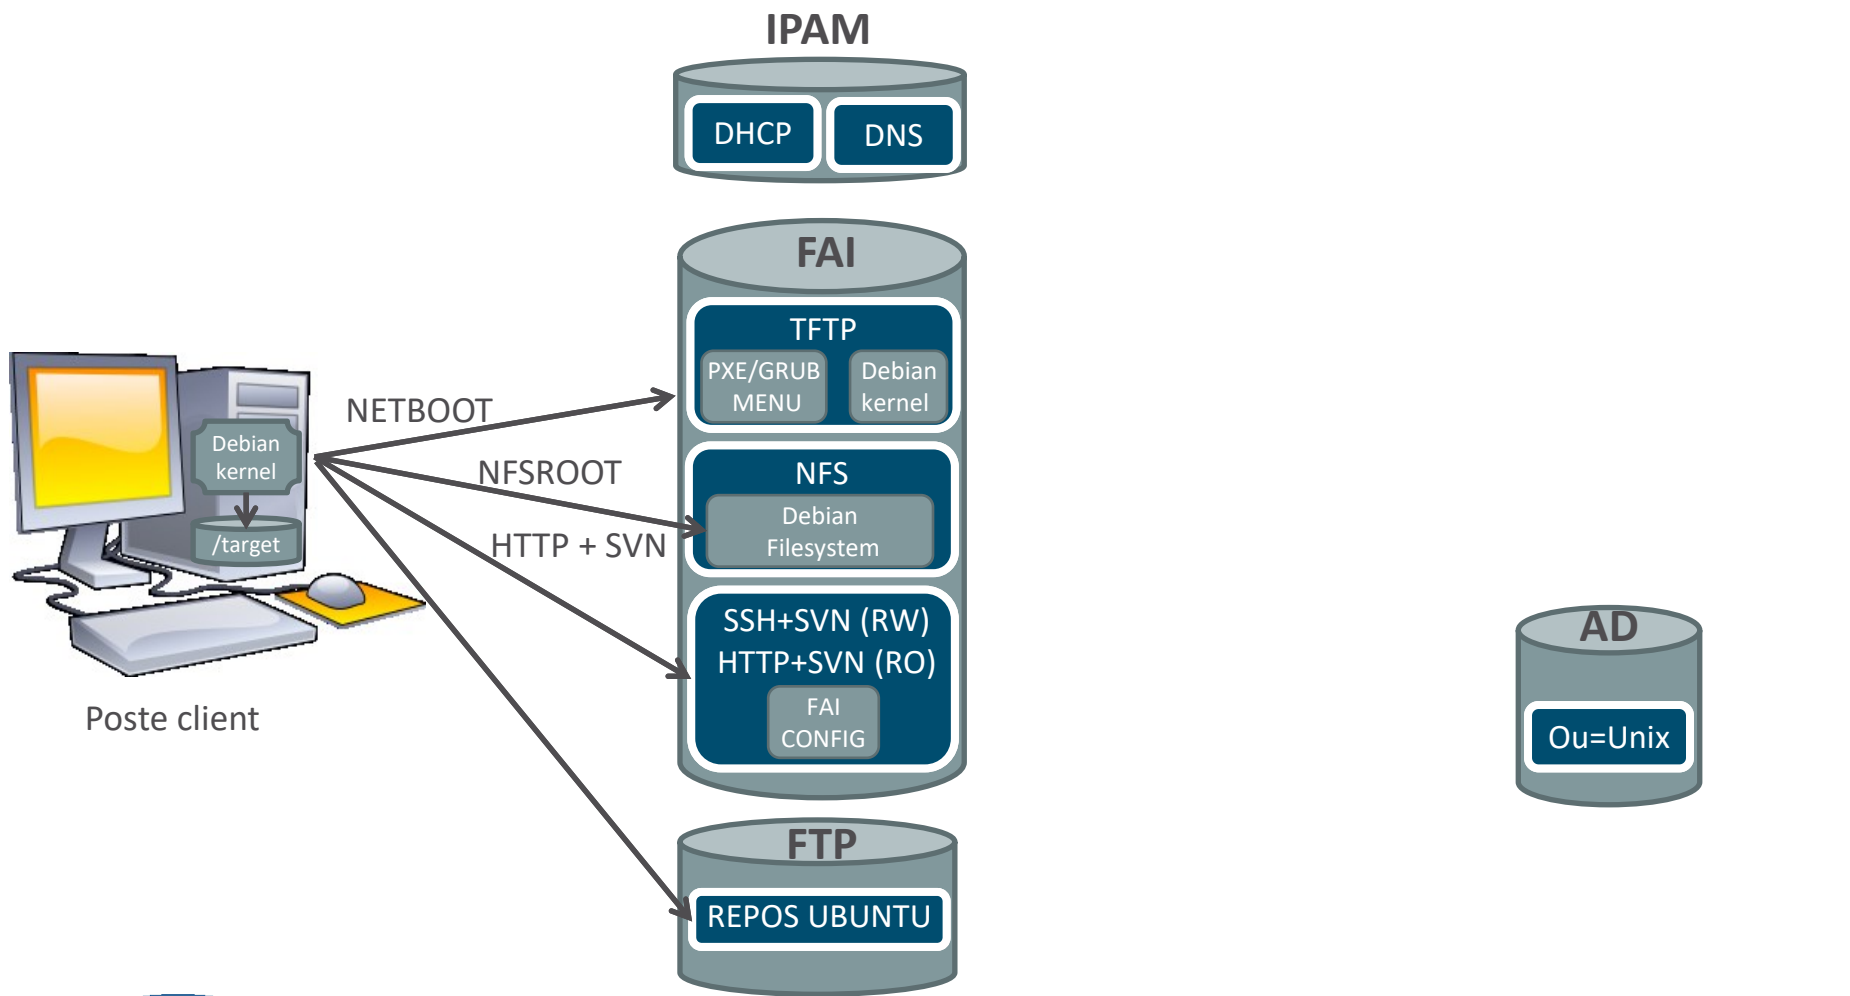 IPAM
DHCP
DNS
FAI
TFTP
PXE/GRUB
MENU
Debian
kernel
NETBOOT
Debian
kernel
/target
NFSROOT
NFS
Debian
Filesystem
HTTP + SVN
SSH+SVN (RW)
HTTP+SVN (RO)
FAI
CONFIG
Poste client
AD
Ou=Unix
FTP
REPOS UBUNTU